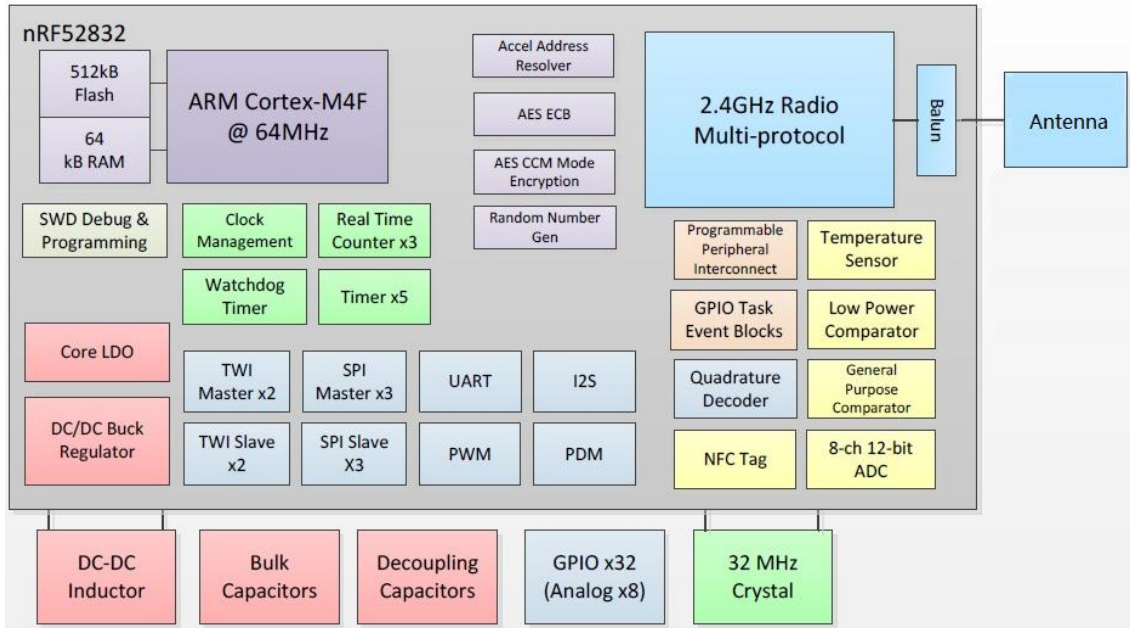 nRF52832
512kB
Flash
64
kB RAM
ARM Cortex-M4F
@ 64MHz
Accel Address
Resolver
AES ECB
AES CCM Mode
Encryption
Random Number
Gen
2.4GHz Radio
Multi-protocol
Balun
Antenna
SWD Debug &
Programming
Clock
Management
Real Time
Counter x3
Watchdog
Timer
Timer x5
Programmable
Peripheral
Interconnect
Temperature
Sensor
GPIO Task
Event Blocks
Low Power
Comparator
Core LDO
DC/DC Buck
Regulator
TWI
Master x2
SPI
Master x3
UART
I2S
TWI Slave
x2
SPI Slave
X3
PWM
PDM
Quadrature
Decoder
General
Purpose
Comparator
NFC Tag
8-ch 12-bit
ADC
DC-DC
Inductor
Bulk
Capacitors
Decoupling
Capacitors
GPIO x32
(Analog x8)
32 MHz
Crystal